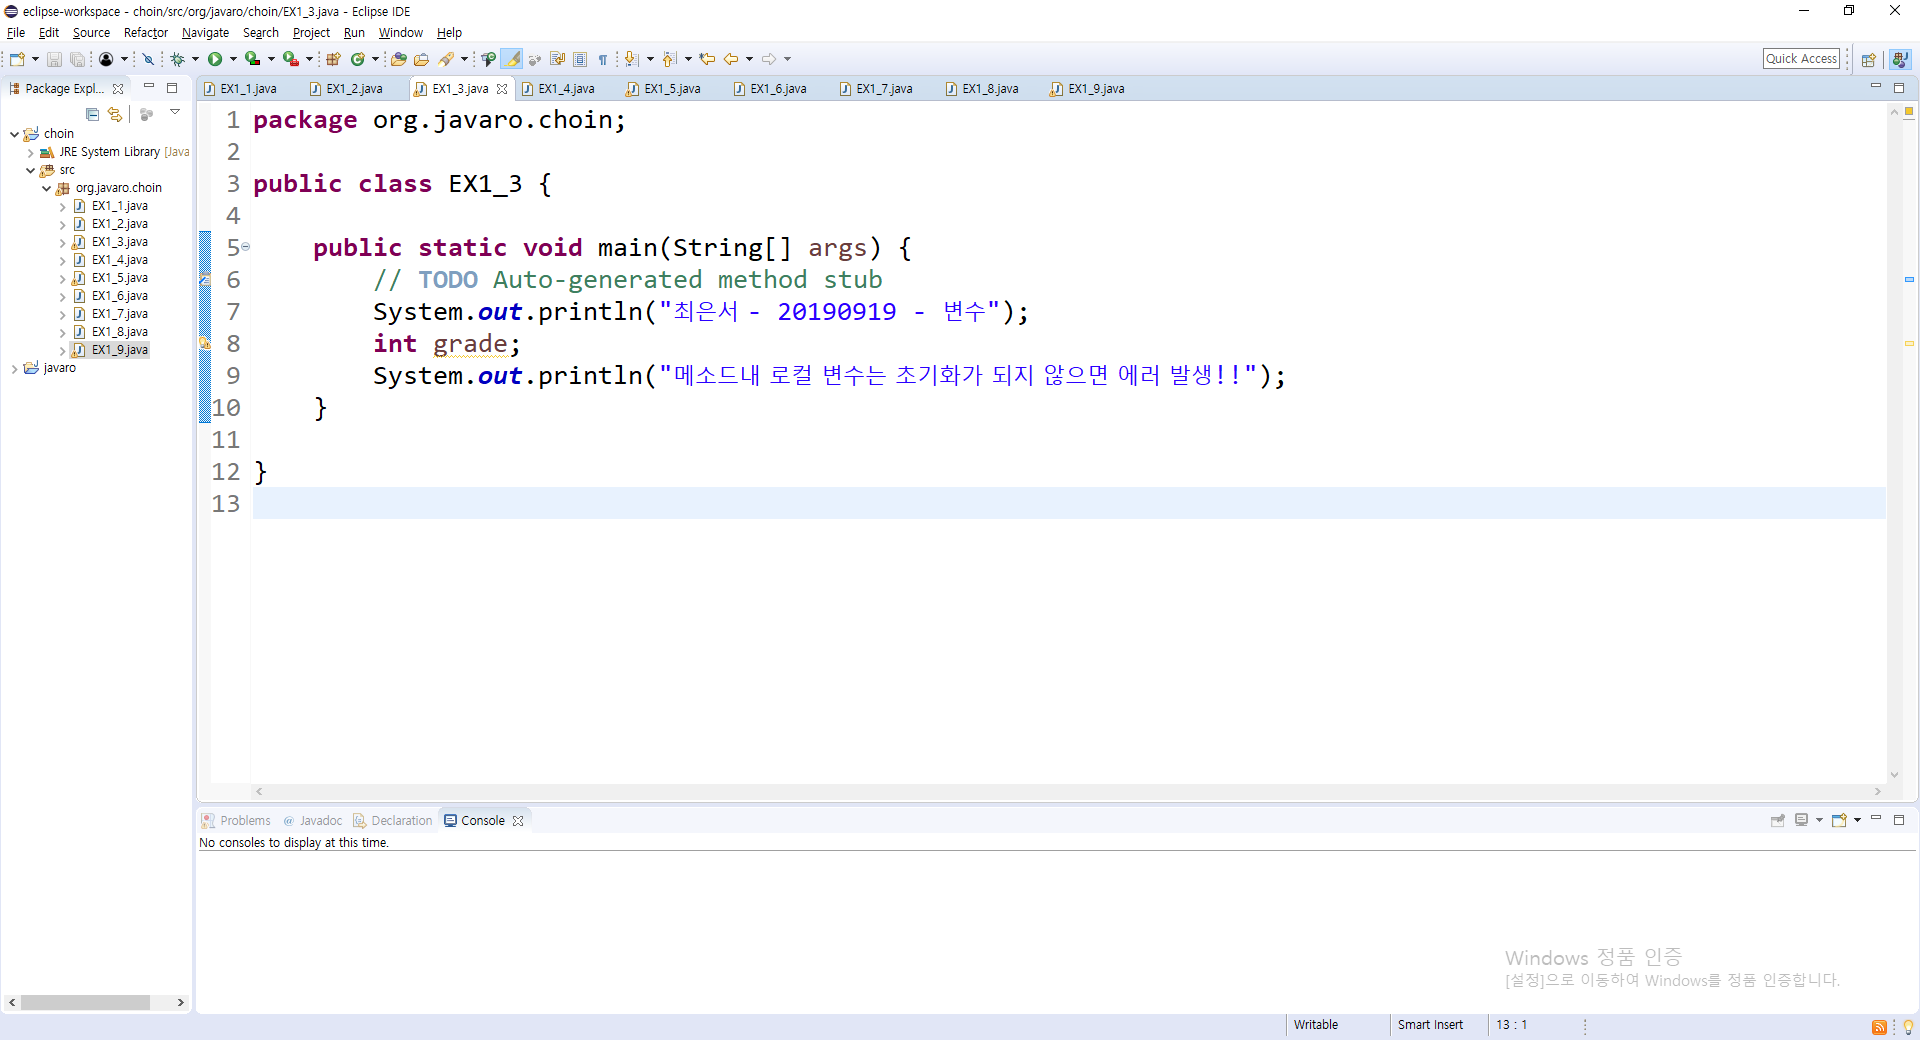 eclipse-workspace - choin/src/org/javaro/choin/EX1_3.java - Eclipse IDE
File Edit Source Refactor Navigate Search Project Run Window Help
Quick Access
Package Expl...
EX1_1.java EX1_2.java EX1_3.java EX1_4.java EX1_5.java EX1_6.java EX1_7.java EX1_8.java EX1_9.java
choin
JRE System Library [Java
src
org.javaro.choin
EX1_1.java
EX1_2.java
EX1_3.java
EX1_4.java
EX1_5.java
EX1_6.java
EX1_7.java
EX1_8.java
EX1_9.java
javaro
1 package org.javaro.choin;
2
3 public class EX1_3 {
4
5 public static void main(String[] args) {
6 // TODO Auto-generated method stub
7 System.out.println("최은서 - 20190919 - 변수");
8 int grade;
9 System.out.println("메소드내 로컬 변수는 초기화가 되지 않으면 에러 발생!!");
10 }
11
12 }
13
Problems @ Javadoc Declaration Console
No consoles to display at this time.
Windows 정품 인증
[설정]으로 이동하여 Windows를 정품 인증합니다.
Writable Smart Insert 13 : 1